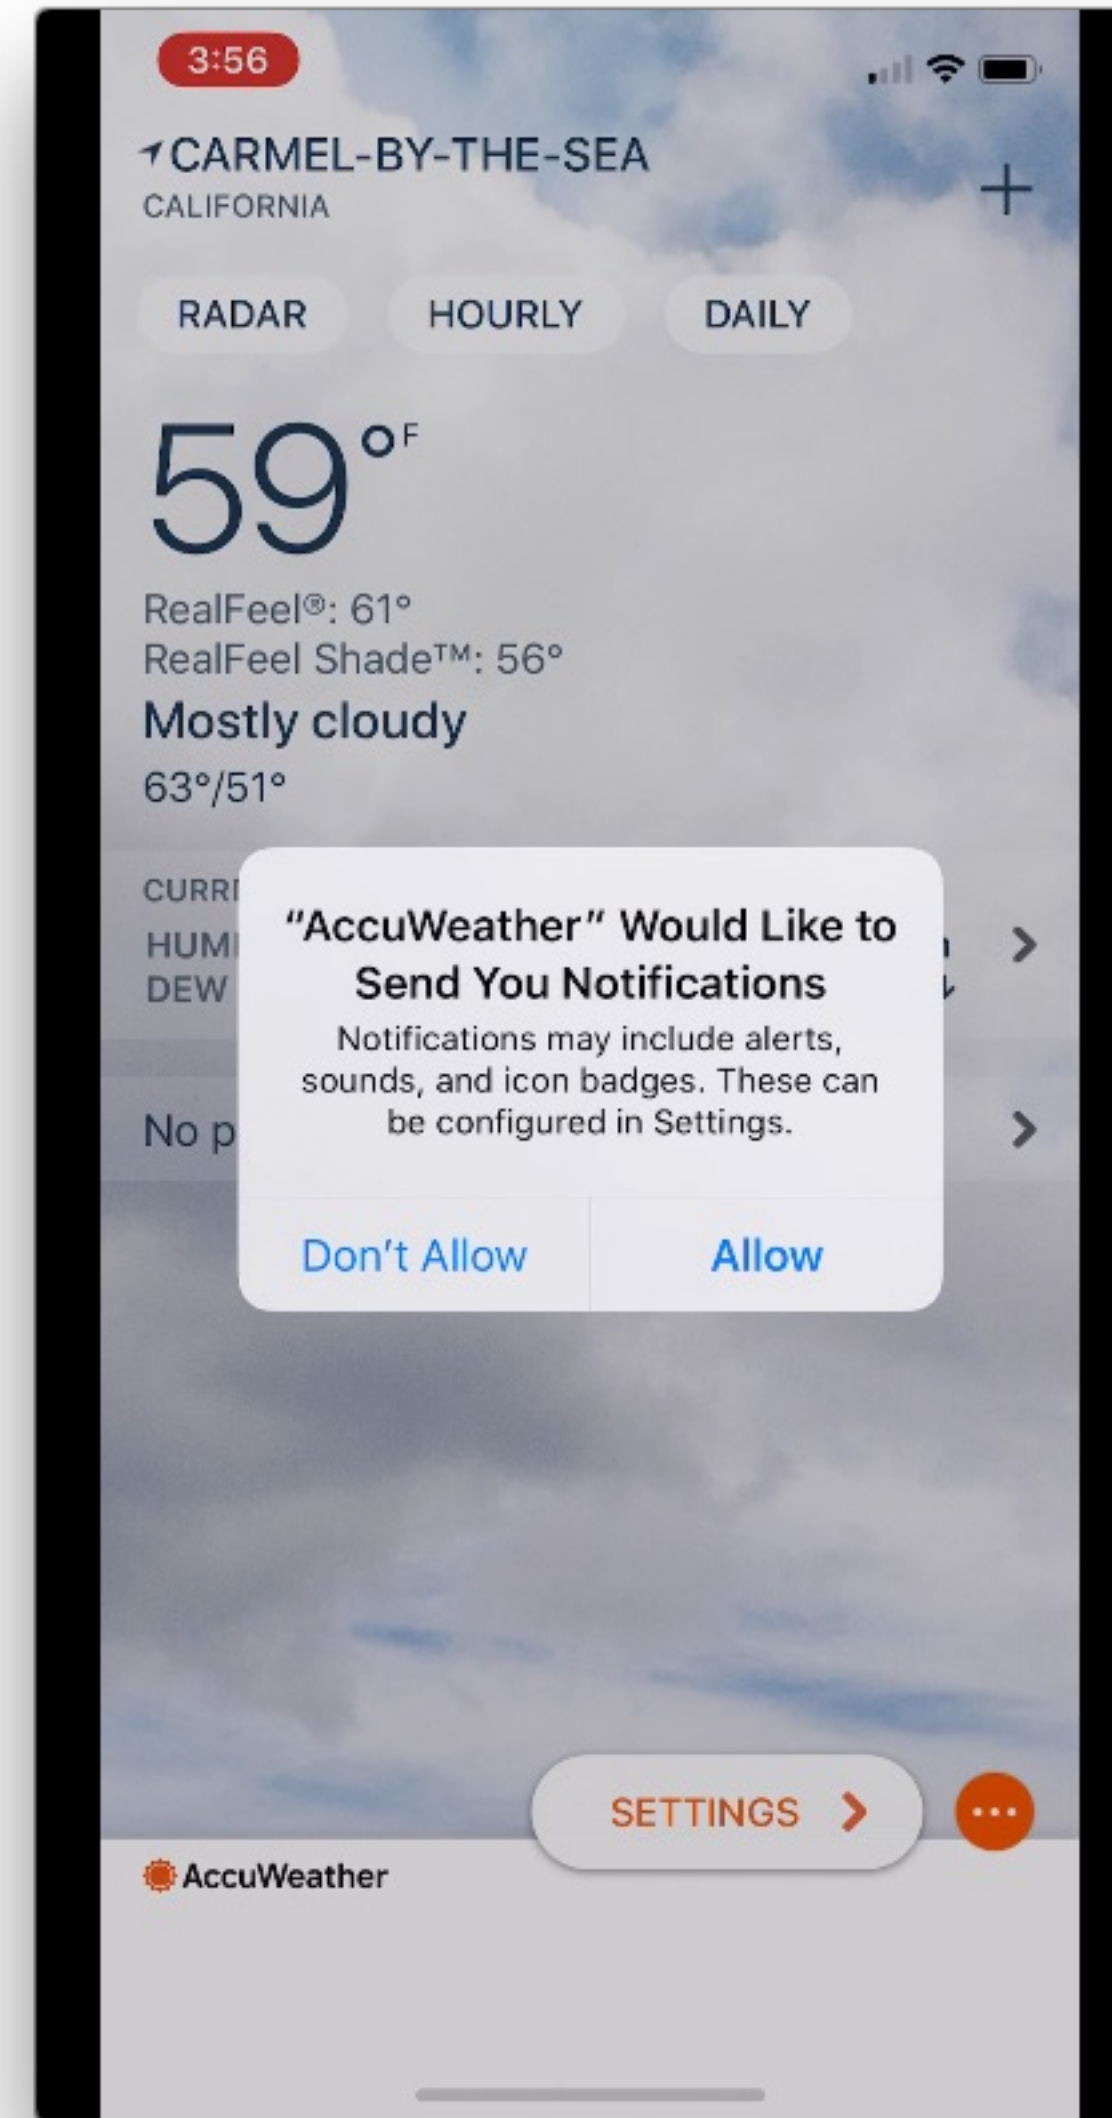 3:56
CARMEL-BY-THE-SEA
CALIFORNIA
RADAR HOURLY DAILY
59°F
RealFeel®: 61°
RealFeel Shade™: 56°
Mostly cloudy
63°/51°
“AccuWeather” Would Like to
Send You Notifications
Notifications may include alerts,
sounds, and icon badges. These can
be configured in Settings.
DEW
No
Don’t Allow Allow
SETTINGS
AccuWeather